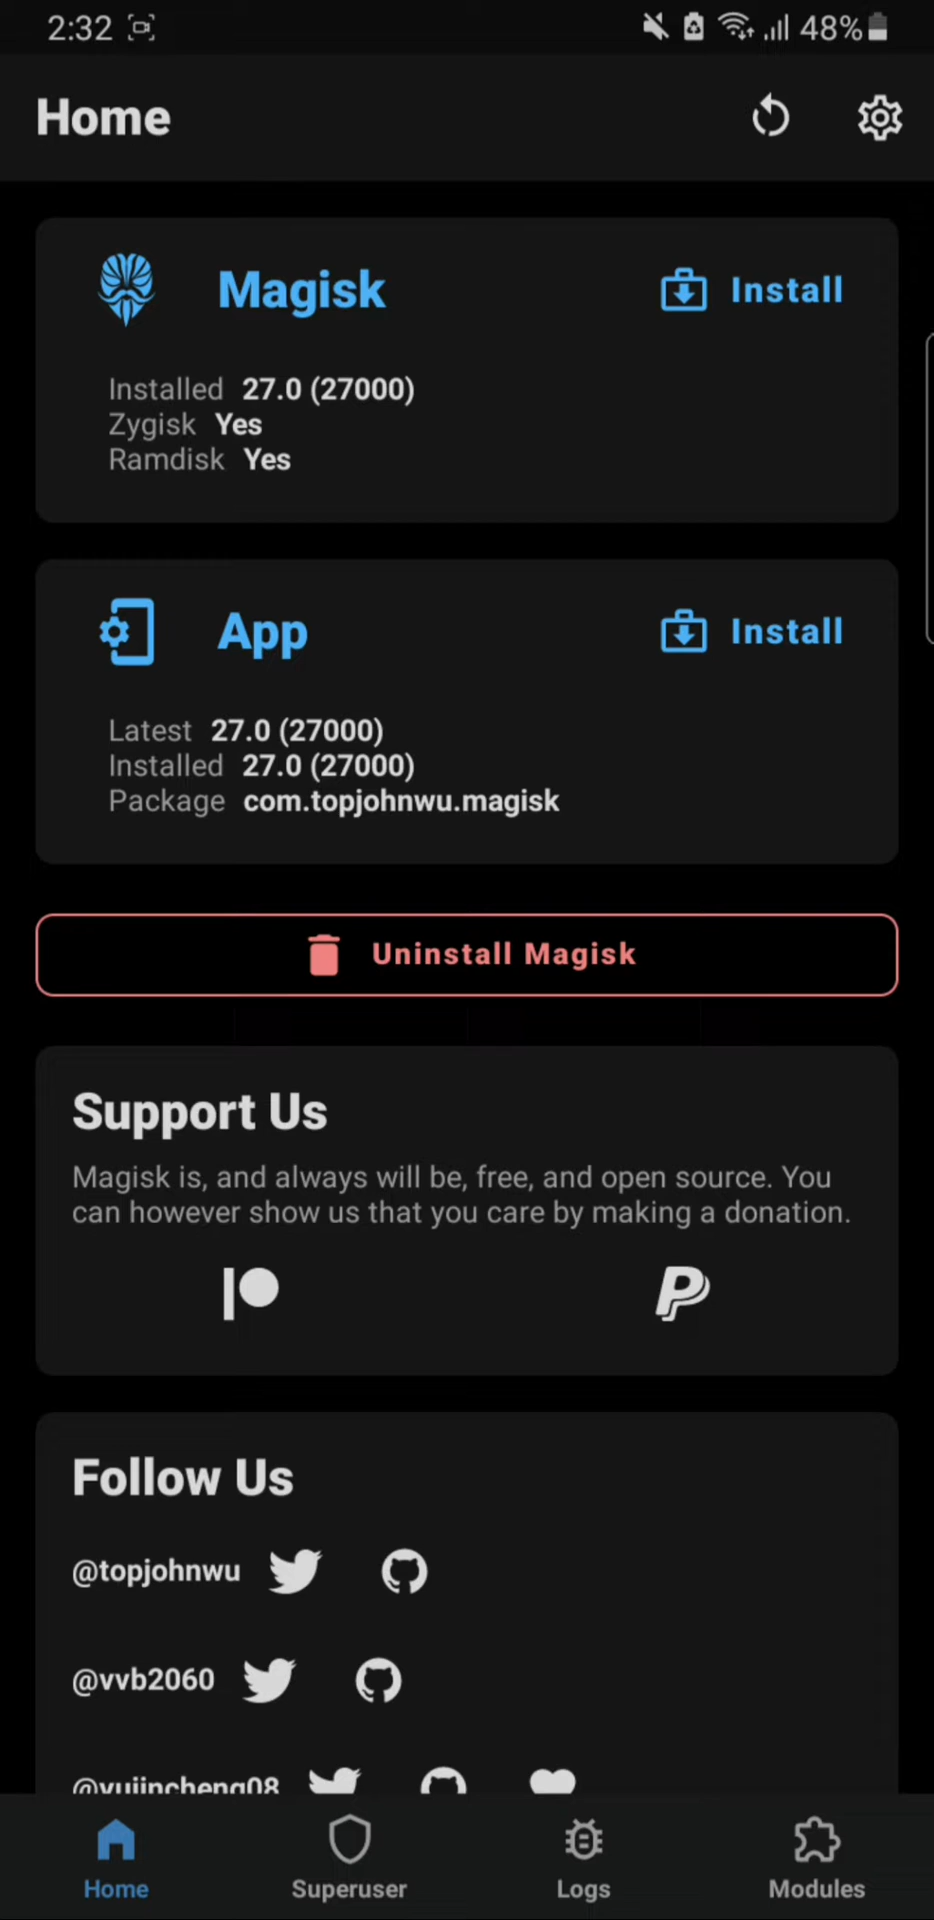 2:32
48%
Home
Magisk
Install
Installed 27.0 (27000)
Zygisk Yes
Ramdisk Yes
App
Install
Latest 27.0 (27000)
Installed 27.0 (27000)
Package com.topjohnwu.magisk
Uninstall Magisk
Support Us
Magisk is, and always will be, free, and open source. You
can however show us that you care by making a donation.
Follow Us
@topjohnwu
@vvb2060
@yujincheng08
Home
Superuser
Logs
Modules